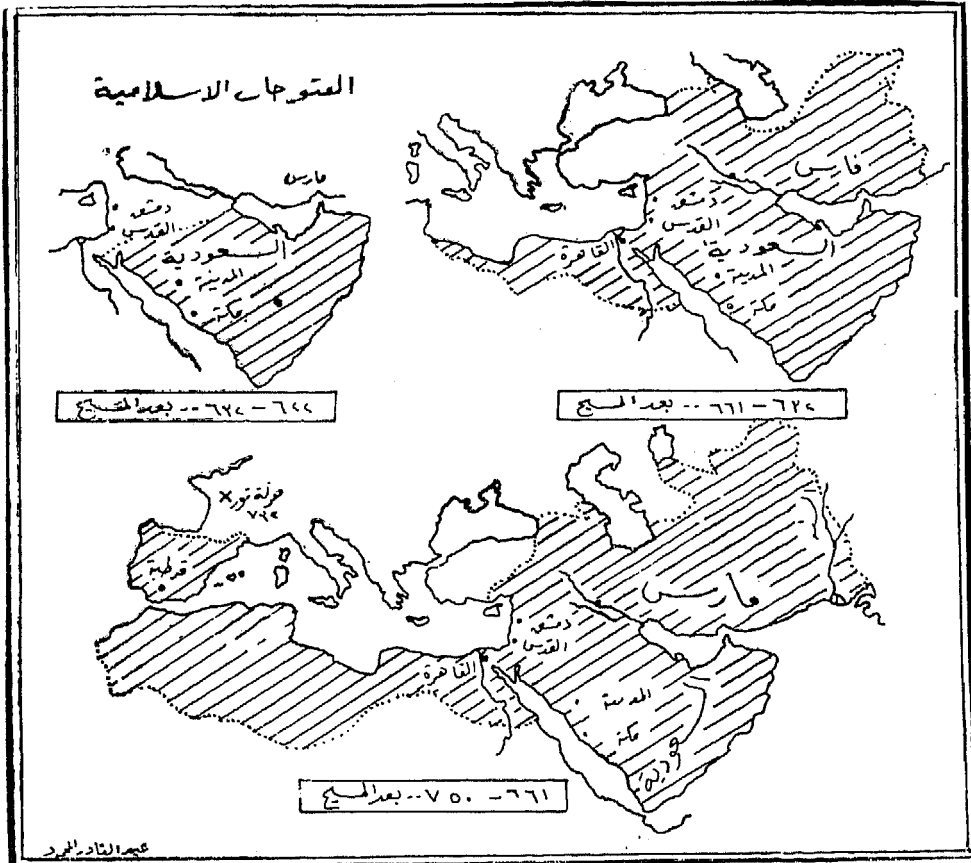 الفتوحات الاسلامية
فارس
دمشق
القدس
السعودية
المدينة
مكة
٦٢٢ - ٦٣٢ .. بعد المسيح
فارس
دمشق
القدس
القاهرة
السعودية
المدينة
مكة
٦٣٢ - ٦٦١ .. بعد المسيح
تور X
٧٣٢
قرطبة
فارس
دمشق
القدس
القاهرة
المدينة
مكة
٦٦١ - ٧٥٠ .. بعد المسيح
عبد القادر